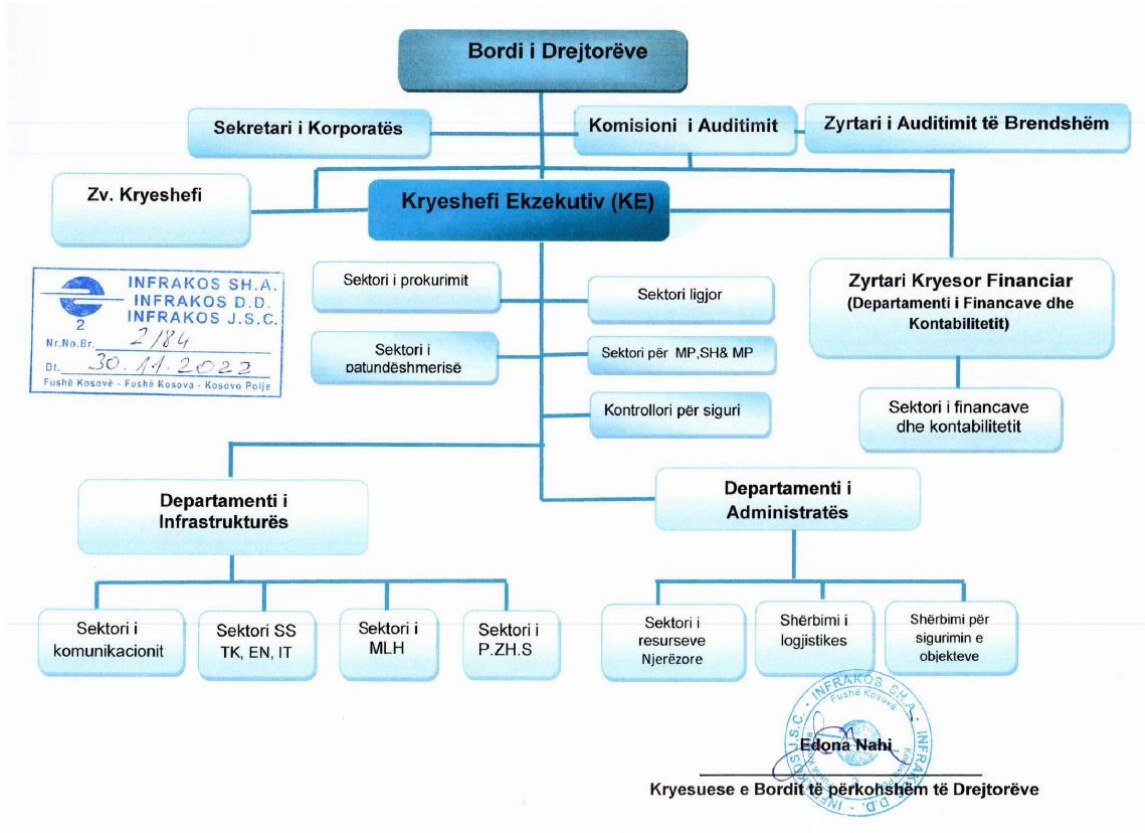 Bordi i Drejtorëve
Sekretari i Korporatës
Komisioni i Auditimit
Zyrtari i Auditimit të Brendshëm
Zv. Kryeshefi
Kryeshefi Ekzekutiv (KE)
Sektori i prokurimit
Sektori ligjor
Zyrtari Kryesor Financiar
(Departamenti i Financave dhe
Kontabilitetit)
INFRAKOS SH.A.
INFRAKOS D.D.
INFRAKOS J.S.C.
2
Nr.No.Br. 2184
Dt. 30.11.2022
Fushë Kosovë - Fushë Kosova - Kosovo Polje
Sektori i
patundëshmerisë
Sektori për MP,SH& MP
Kontrollori për siguri
Sektori i financave
dhe kontabilitetit
Departamenti i
Infrastrukturës
Departamenti i
Administratës
Sektori i
komunikacionit
Sektori SS
TK, EN, IT
Sektori i
MLH
Sektori i
P.ZH.S
Sektori i
resurseve
Njerëzore
Shërbimi i
logjistikes
Shërbimi për
sigurimin e
objekteve
INFRAKOS SH.A. · INFRAKOS D.D. · INFRAKOS J.S.C. ·
Fushë Kosovë
Edona Nahi
Kryesuese e Bordit të përkohshëm të Drejtorëve